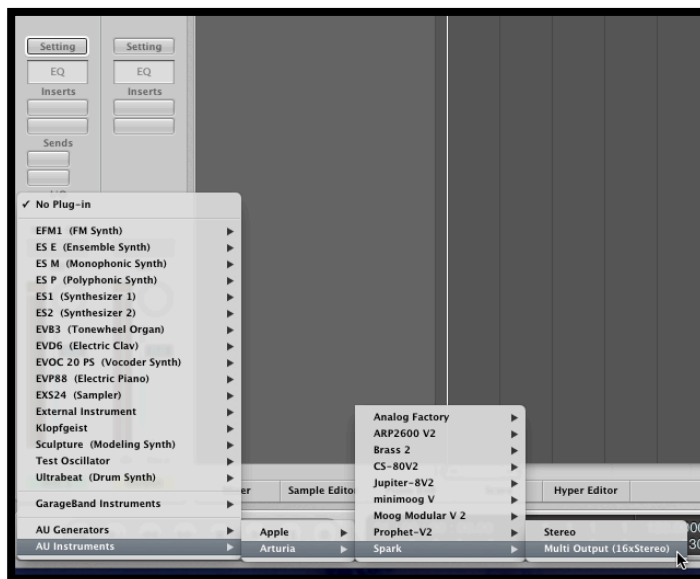 Setting
Setting
EQ
EQ
Inserts
Inserts
Sends
✓ No Plug-in
EFM1 (FM Synth)
ES E (Ensemble Synth)
ES M (Monophonic Synth)
ES P (Polyphonic Synth)
ES1 (Synthesizer 1)
ES2 (Synthesizer 2)
EVB3 (Tonewheel Organ)
EVD6 (Electric Clav)
EVOC 20 PS (Vocoder Synth)
EVP88 (Electric Piano)
EXS24 (Sampler)
External Instrument
Klopfgeist
Sculpture (Modeling Synth)
Test Oscillator
Ultrabeat (Drum Synth)
GarageBand Instruments
AU Generators
AU Instruments
Apple
Arturia
Analog Factory
ARP2600 V2
Brass 2
CS-80V2
Jupiter-8V2
minimoog V
Moog Modular V 2
Prophet-V2
Spark
Stereo
Multi Output (16xStereo)
Sample Editor
Hyper Editor